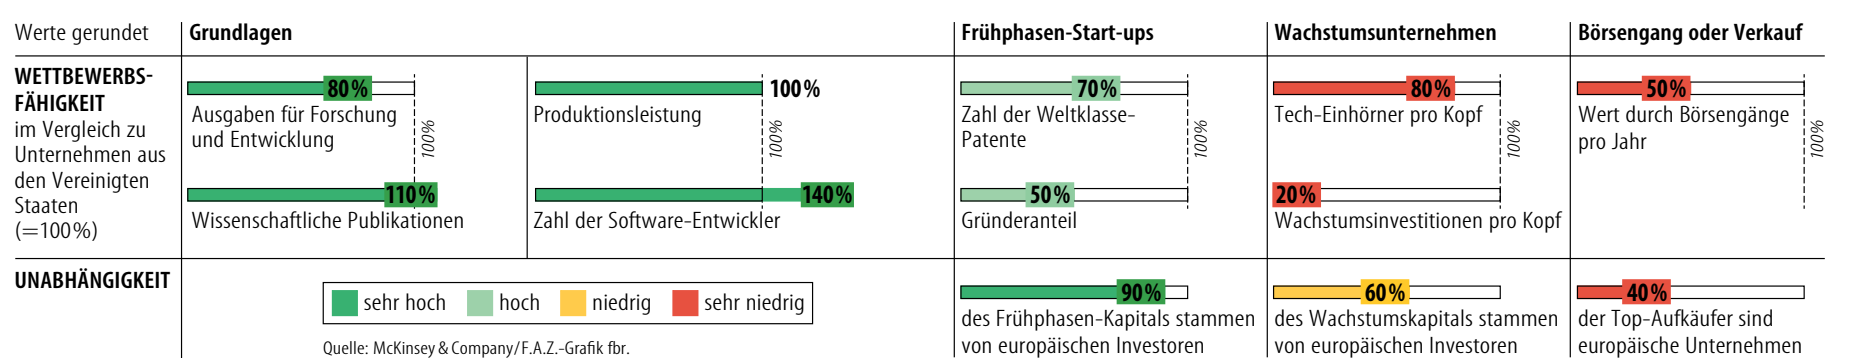 Werte gerundet
Grundlagen
Frühphasen-Start-ups
Wachstumsunternehmen
Börsengang oder Verkauf
WETTBEWERBS-
FÄHIGKEIT
im Vergleich zu
Unternehmen aus
den Vereinigten
Staaten
(=100%)
80%
100%
Ausgaben für Forschung
und Entwicklung
110%
Wissenschaftliche Publikationen
100%
100%
Produktionsleistung
140%
Zahl der Software-Entwickler
70%
100%
Zahl der Weltklasse-
Patente
50%
Gründeranteil
80%
100%
Tech-Einhörner pro Kopf
20%
Wachstumsinvestitionen pro Kopf
50%
100%
Wert durch Börsengänge
pro Jahr
UNABHÄNGIGKEIT
sehr hoch
hoch
niedrig
sehr niedrig
Quelle: McKinsey & Company/F.A.Z.-Grafik fbr.
90%
des Frühphasen-Kapitals stammen
von europäischen Investoren
60%
des Wachstumskapitals stammen
von europäischen Investoren
40%
der Top-Aufkäufer sind
europäische Unternehmen